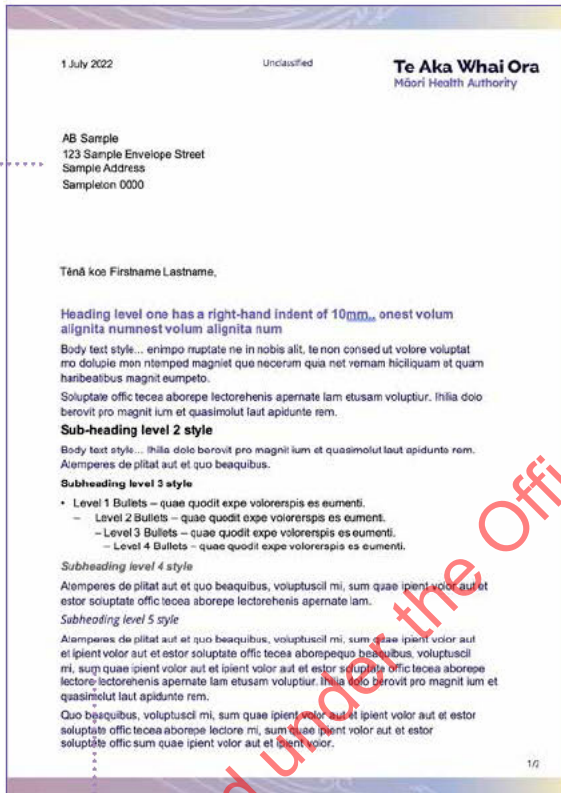 1 July 2022
Unclassified
Te Aka Whai Ora
Māori Health Authority
AB Sample
123 Sample Envelope Street
Sample Address
Sampleton 0000
Tēnā koe Firstname Lastname,
Heading level one has a right-hand indent of 10mm.. onest volum
alignita numnest volum alignita num
Body text style... enimpo ruptate ne in nobis alit, te non consed ut volore voluptat
mo dolupie mon ntemped magniet que necerum quia net vernam hiciliquam et quam
haribeatibus magnit eumpeto.
Soluptate offic tecea aborepe lectorehenis apernate lam etusam voluptiur. Ihilia dolo
berovit pro magnit ium et quasimolut laut apidunte rem.
Sub-heading level 2 style
Body text style... Ihilia dolo berovit pro magnit ium et quasimolut laut apidunte rem.
Atemperes de plitat aut et quo beaquibus.
Subheading level 3 style
• Level 1 Bullets – quae quodit expe volorerspis es eumenti.
– Level 2 Bullets – quae quodit expe volorerspis es eumenti.
– Level 3 Bullets – quae quodit expe volorerspis es eumenti.
– Level 4 Bullets – quae quodit expe volorerspis es eumenti.
Subheading level 4 style
Atemperes de plitat aut et quo beaquibus, voluptuscil mi, sum quae ipient volor aut et
estor soluptate offic tecea aborepe lectorehenis apernate lam.
Subheading level 5 style
Atemperes de plitat aut et quo beaquibus, voluptuscil mi, sum quae ipient volor aut
et ipient volor aut et estor soluptate offic tecea aborepequo beaquibus, voluptuscil
mi, sum quae ipient volor aut et ipient volor aut et estor soluptate offic tecea aborepe
lectore lectorehenis apernate lam etusam voluptiur. Ihilia dolo berovit pro magnit ium et
quasimolut laut apidunte rem.
Quo beaquibus, voluptuscil mi, sum quae ipient volor aut et ipient volor aut et estor
soluptate offic tecea aborepe lectore mi, sum quae ipient volor aut et estor
soluptate offic sum quae ipient volor aut et ipient volor.
1/2
d under the Offi